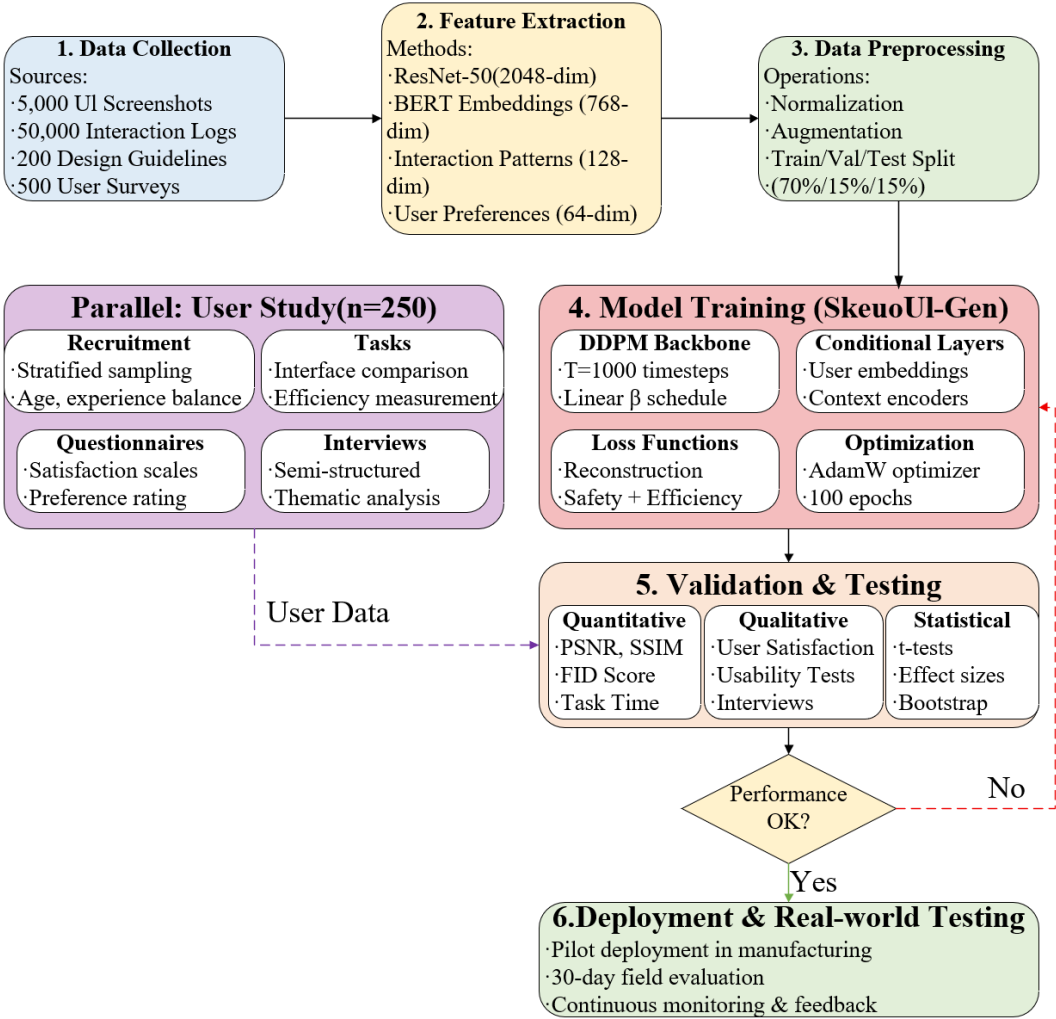 1. Data Collection
Sources:
·5,000 UI Screenshots
·50,000 Interaction Logs
·200 Design Guidelines
·500 User Surveys
2. Feature Extraction
Methods:
·ResNet-50(2048-dim)
·BERT Embeddings (768-
dim)
·Interaction Patterns (128-
dim)
·User Preferences (64-dim)
3. Data Preprocessing
Operations:
·Normalization
·Augmentation
·Train/Val/Test Split
·(70%/15%/15%)
Parallel: User Study(n=250)
Recruitment
·Stratified sampling
·Age, experience balance
Tasks
·Interface comparison
·Efficiency measurement
Questionnaires
·Satisfaction scales
·Preference rating
Interviews
·Semi-structured
·Thematic analysis
4. Model Training (SkeuoUI-Gen)
DDPM Backbone
·T=1000 timesteps
·Linear β schedule
Conditional Layers
·User embeddings
·Context encoders
Loss Functions
·Reconstruction
·Safety + Efficiency
Optimization
·AdamW optimizer
·100 epochs
User Data
5. Validation & Testing
Quantitative
·PSNR, SSIM
·FID Score
·Task Time
Qualitative
·User Satisfaction
·Usability Tests
·Interviews
Statistical
·t-tests
·Effect sizes
·Bootstrap
Performance
OK?
No
Yes
6.Deployment & Real-world Testing
·Pilot deployment in manufacturing
·30-day field evaluation
·Continuous monitoring & feedback